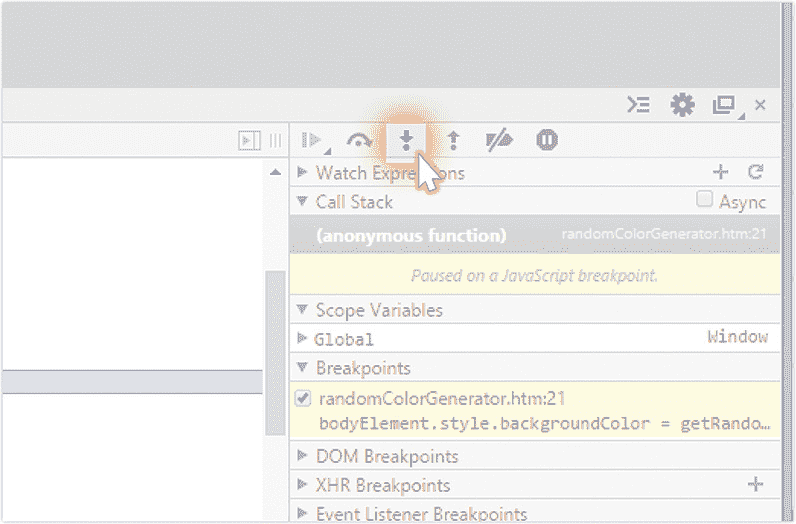 Watch Expressions
Call Stack Async
(anonymous function) randomColorGenerator.htm:21
Paused on a JavaScript breakpoint.
Scope Variables
Global Window
Breakpoints
randomColorGenerator.htm:21
bodyElement.style.backgroundColor = getRando…
DOM Breakpoints
XHR Breakpoints
Event Listener Breakpoints